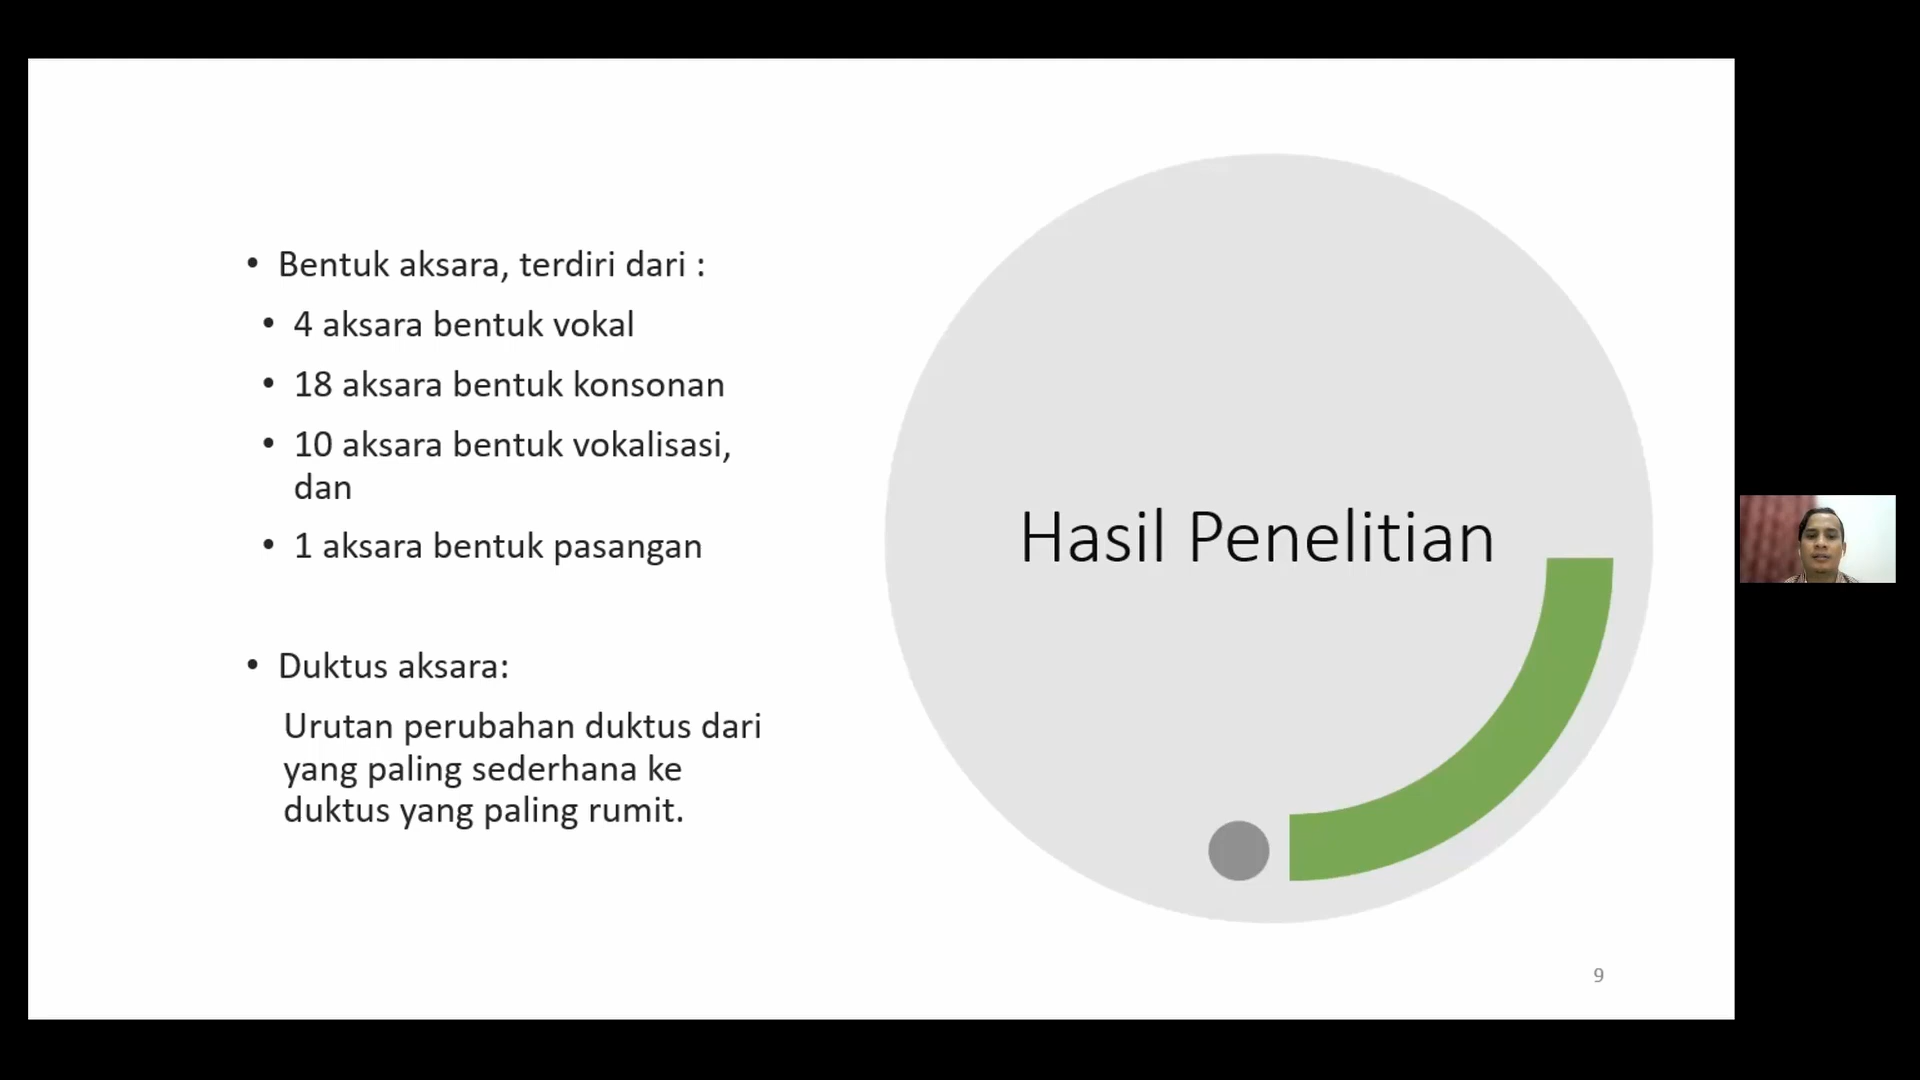 • Bentuk aksara, terdiri dari :
• 4 aksara bentuk vokal
• 18 aksara bentuk konsonan
• 10 aksara bentuk vokalisasi,
dan
• 1 aksara bentuk pasangan
• Duktus aksara:
Urutan perubahan duktus dari
yang paling sederhana ke
duktus yang paling rumit.
Hasil Penelitian
9